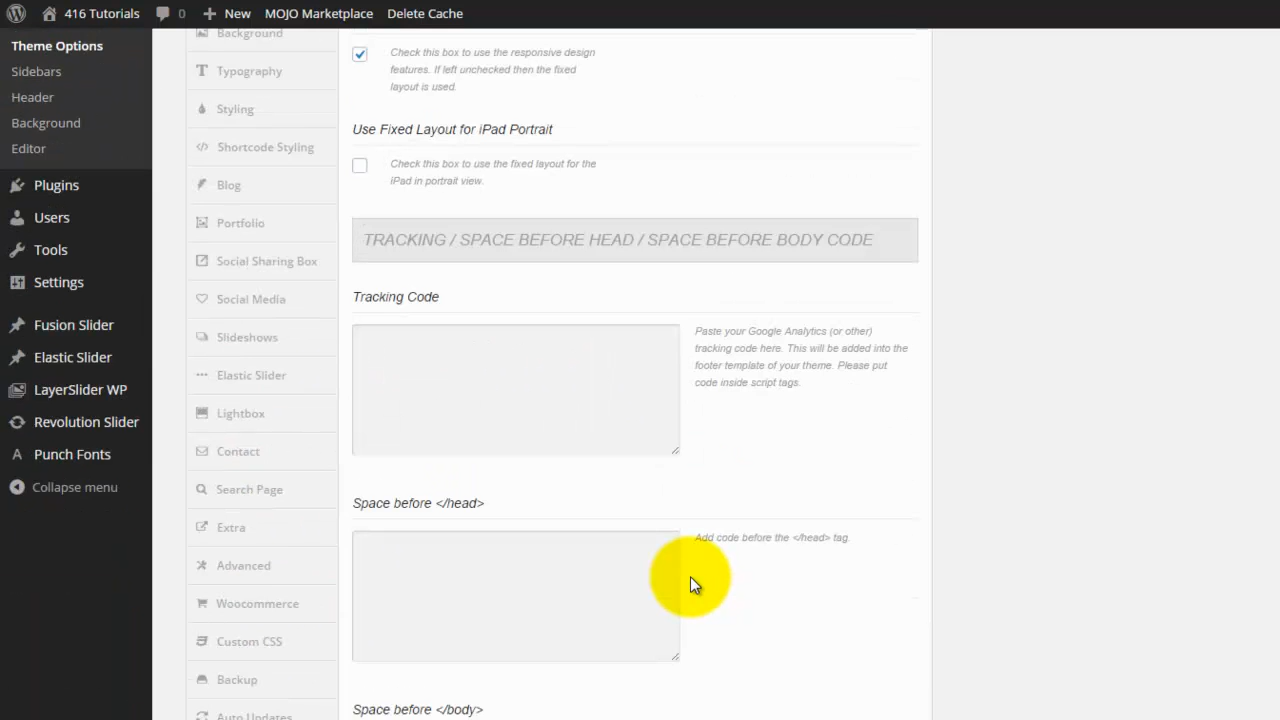 416 Tutorials 0 New MOJO Marketplace Delete Cache
Theme Options
Sidebars
Header
Background
Editor
Plugins
Users
Tools
Settings
Fusion Slider
Elastic Slider
LayerSlider WP
Revolution Slider
Punch Fonts
Collapse menu
Background
Typography
Styling
Shortcode Styling
Blog
Portfolio
Social Sharing Box
Social Media
Slideshows
Elastic Slider
Lightbox
Contact
Search Page
Extra
Advanced
Woocommerce
Custom CSS
Backup
Auto Updates
Check this box to use the responsive design
features. If left unchecked then the fixed
layout is used.
Use Fixed Layout for iPad Portrait
Check this box to use the fixed layout for the
iPad in portrait view.
TRACKING / SPACE BEFORE HEAD / SPACE BEFORE BODY CODE
Tracking Code
Paste your Google Analytics (or other)
tracking code here. This will be added into the
footer template of your theme. Please put
code inside script tags.
Space before </head>
Add code before the </head> tag.
Space before </body>